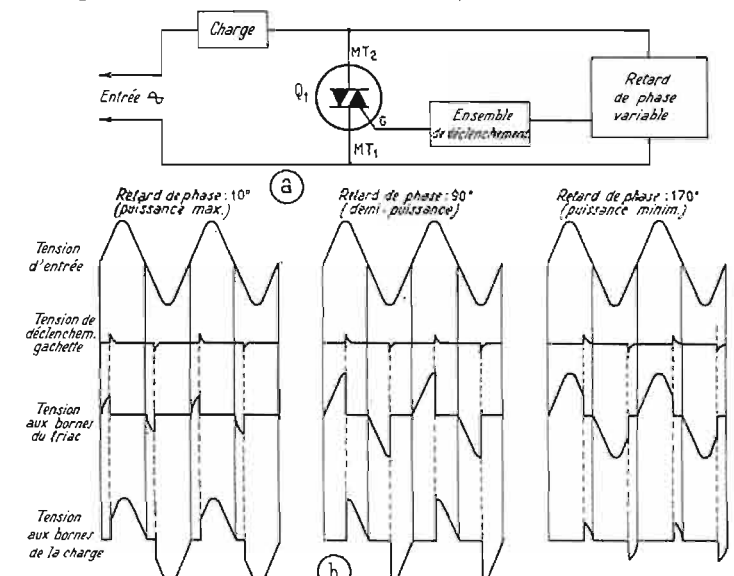 Charge
MT2
Entrée
Q1
G
Ensemble
de déclenchement
Retard
de phase
variable
MT1
a
Retard de phase : 10°
(puissance max.)
Retard de phase : 90°
(demi-puissance)
Retard de phase : 170°
(puissance minim.)
Tension
d'entrée
Tension de
déclenchem.
gachette
Tension
aux bornes
du triac
Tension
aux bornes
de la charge
b